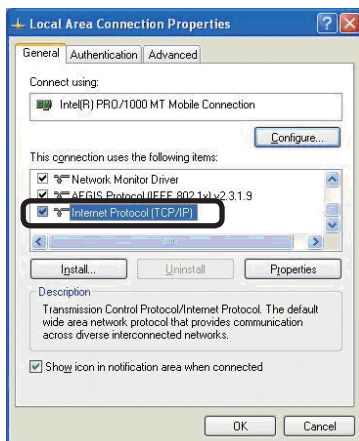 Local Area Connection Properties
General Authentication Advanced
Connect using:
Intel(R) PRO/1000 MT Mobile Connection
Configure...
This connection uses the following items:
Network Monitor Driver
AEGIS Protocol (IEEE 802.1x) v2.3.1.9
Internet Protocol (TCP/IP)
Install... Uninstall Properties
Description
Transmission Control Protocol/Internet Protocol. The default
wide area network protocol that provides communication
across diverse interconnected networks.
Show icon in notification area when connected
OK Cancel